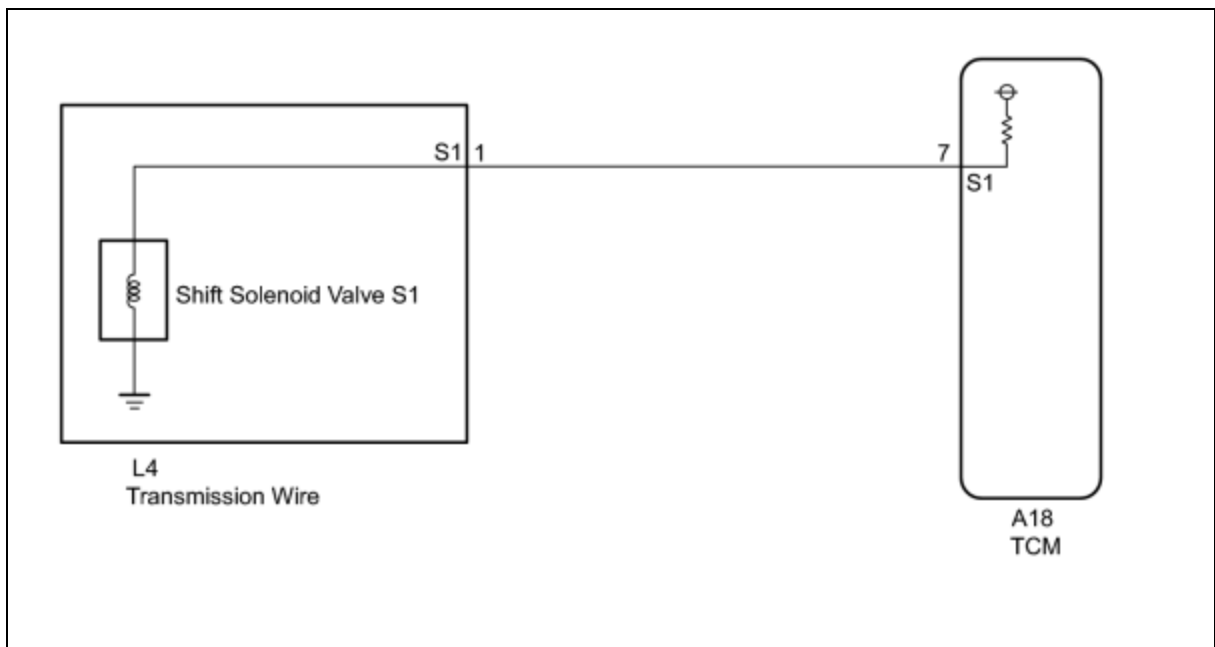 S1 1
7
S1
Shift Solenoid Valve S1
L4
Transmission Wire
A18
TCM